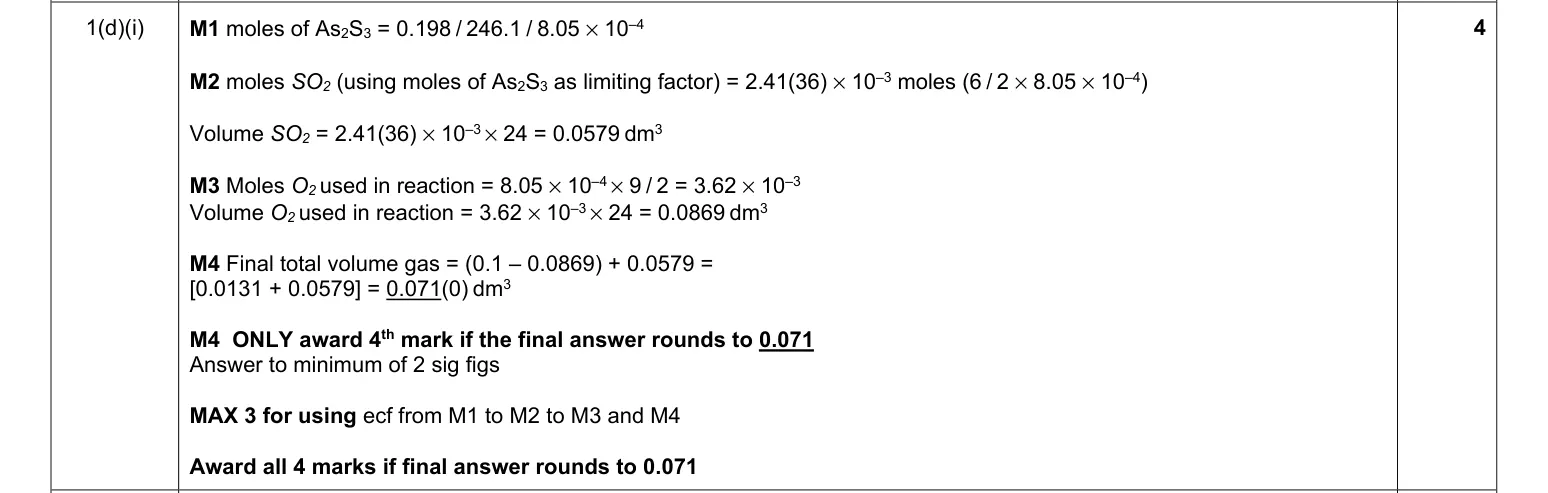 1(d)(i)
M1 moles of As₂S₃ = 0.198 / 246.1 / 8.05 × 10⁻⁴
4
M2 moles SO₂ (using moles of As₂S₃ as limiting factor) = 2.41(36) × 10⁻³ moles (6 / 2 × 8.05 × 10⁻⁴)
Volume SO₂ = 2.41(36) × 10⁻³ × 24 = 0.0579 dm³
M3 Moles O₂ used in reaction = 8.05 × 10⁻⁴ × 9 / 2 = 3.62 × 10⁻³
Volume O₂ used in reaction = 3.62 × 10⁻³ × 24 = 0.0869 dm³
M4 Final total volume gas = (0.1 – 0.0869) + 0.0579 =
[0.0131 + 0.0579] = 0.071(0) dm³
M4 ONLY award 4th mark if the final answer rounds to 0.071
Answer to minimum of 2 sig figs
MAX 3 for using ecf from M1 to M2 to M3 and M4
Award all 4 marks if final answer rounds to 0.071